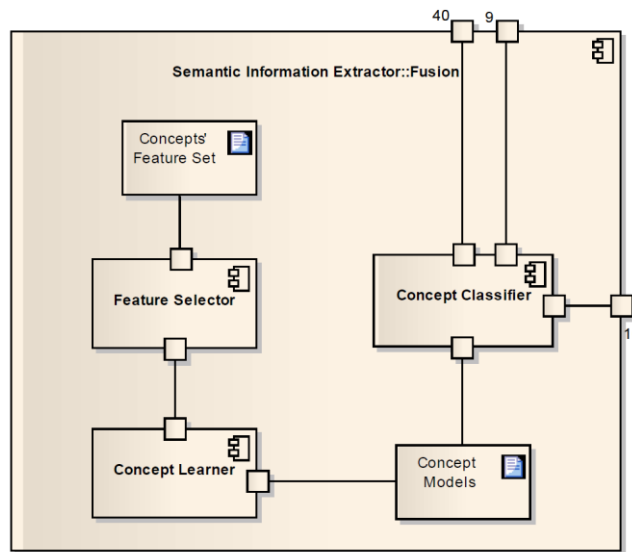 40 9
Semantic Information Extractor::Fusion
Concepts'
Feature Set
Feature Selector
Concept Classifier
1
Concept Learner
Concept
Models